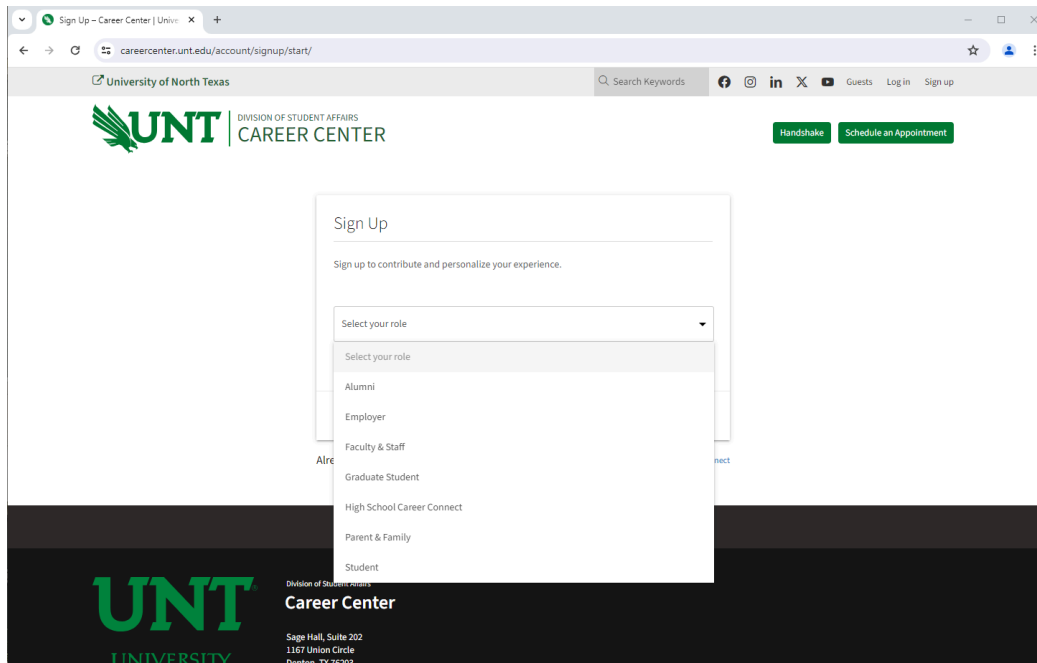 Sign Up – Career Center | Unive
careercenter.unt.edu/account/signup/start/
University of North Texas
Search Keywords
Guests
Log in
Sign up
UNT
DIVISION OF STUDENT AFFAIRS
CAREER CENTER
Handshake
Schedule an Appointment
Sign Up
Sign up to contribute and personalize your experience.
Select your role
Select your role
Alumni
Employer
Faculty & Staff
Graduate Student
High School Career Connect
Parent & Family
Student
UNT
UNIVERSITY
Division of Student Affairs
Career Center
Sage Hall, Suite 202
1167 Union Circle
Denton, TX 76203